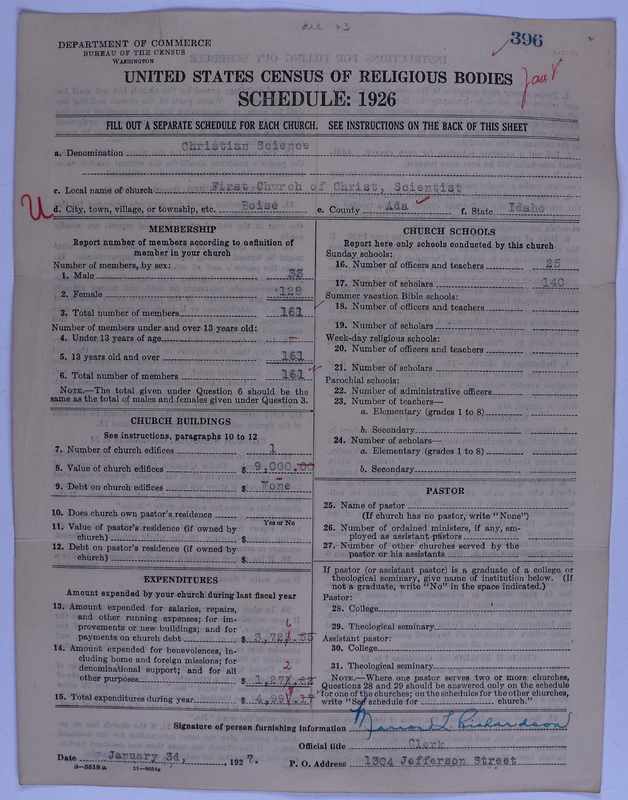 DEPARTMENT OF COMMERCE
BUREAU OF THE CENSUS
WASHINGTON
396
UNITED STATES CENSUS OF RELIGIOUS BODIES
SCHEDULE: 1926
FILL OUT A SEPARATE SCHEDULE FOR EACH CHURCH. SEE INSTRUCTIONS ON THE BACK OF THIS SHEET
a. Denomination Christian Science
c. Local name of church First Church of Christ, Scientist
U d. City, town, village, or township, etc. Boise e. County Ada f. State Idaho
MEMBERSHIP
Report number of members according to definition of
member in your church
Number of members, by sex:
1. Male 33
2. Female 128
3. Total number of members 161
Number of members under and over 13 years old:
4. Under 13 years of age –
5. 13 years old and over 161
6. Total number of members 161
NOTE.—The total given under Question 6 should be
same as the total of males and females given under Question 3.
CHURCH BUILDINGS
See instructions, paragraphs 10 to 12
7. Number of church edifices 1
8. Value of church edifices $ 9,000.00
9. Debt on church edifices $ None
10. Does church own pastor's residence
Yes or No
11. Value of pastor's residence (if owned by
church) $
12. Debt on pastor's residence (if owned by
church) $
EXPENDITURES
Amount expended by your church during last fiscal year
13. Amount expended for salaries, repairs,
and other running expenses; for im-
provements or new buildings; and for
payments on church debt $
14. Amount expended for benevolences, in-
cluding home and foreign missions; for
denominational support; and for all
other purposes $
15. Total expenditures during year $
CHURCH SCHOOLS
Report here only schools conducted by this church
Sunday schools:
16. Number of officers and teachers 25
17. Number of scholars 140
Summer vacation Bible schools:
18. Number of officers and teachers
19. Number of scholars
Week-day religious schools:
20. Number of officers and teachers
21. Number of scholars
Parochial schools:
22. Number of administrative officers
23. Number of teachers—
a. Elementary (grades 1 to 8)
b. Secondary
24. Number of scholars—
a. Elementary (grades 1 to 8)
b. Secondary
PASTOR
25. Name of pastor
(If church has no pastor, write "None")
26. Number of ordained ministers, if any, em-
ployed as assistant pastors
27. Number of other churches served by the
pastor or his assistants
If pastor (or assistant pastor) is a graduate of a college or
theological seminary, give name of institution below. (If
not a graduate, write "No" in the space indicated.)
Pastor:
28. College
29. Theological seminary
Assistant pastor:
30. College
31. Theological seminary
NOTE.—Where one pastor serves two or more churches,
Questions 28 and 29 should be answered only on the schedule
for one of the churches; on the schedules for the other churches,
write "See schedule for church."
Signature of person furnishing information Richardson
Official title Clerk
Date January 3d, 1927. P. O. Address 1304 Jefferson Street